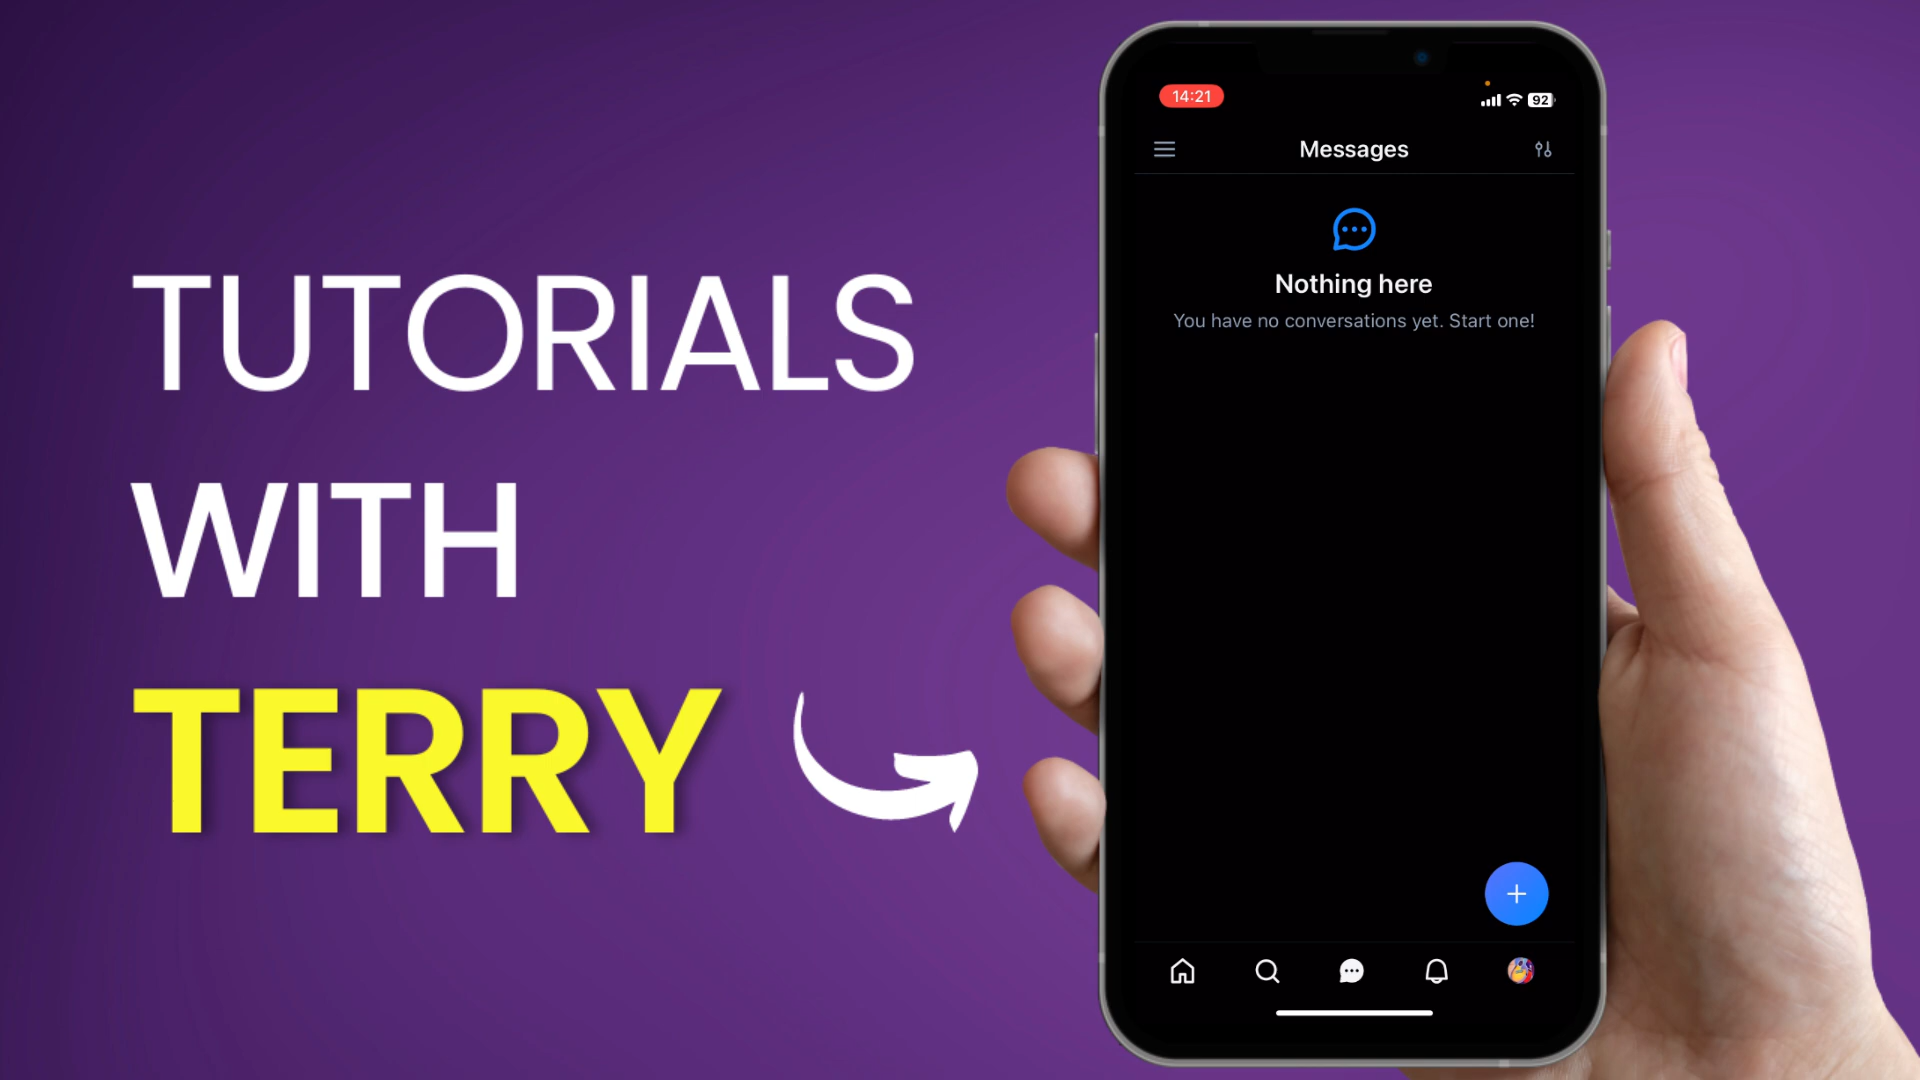 TUTORIALS
WITH
TERRY
14:21
92
Messages
Nothing here
You have no conversations yet. Start one!